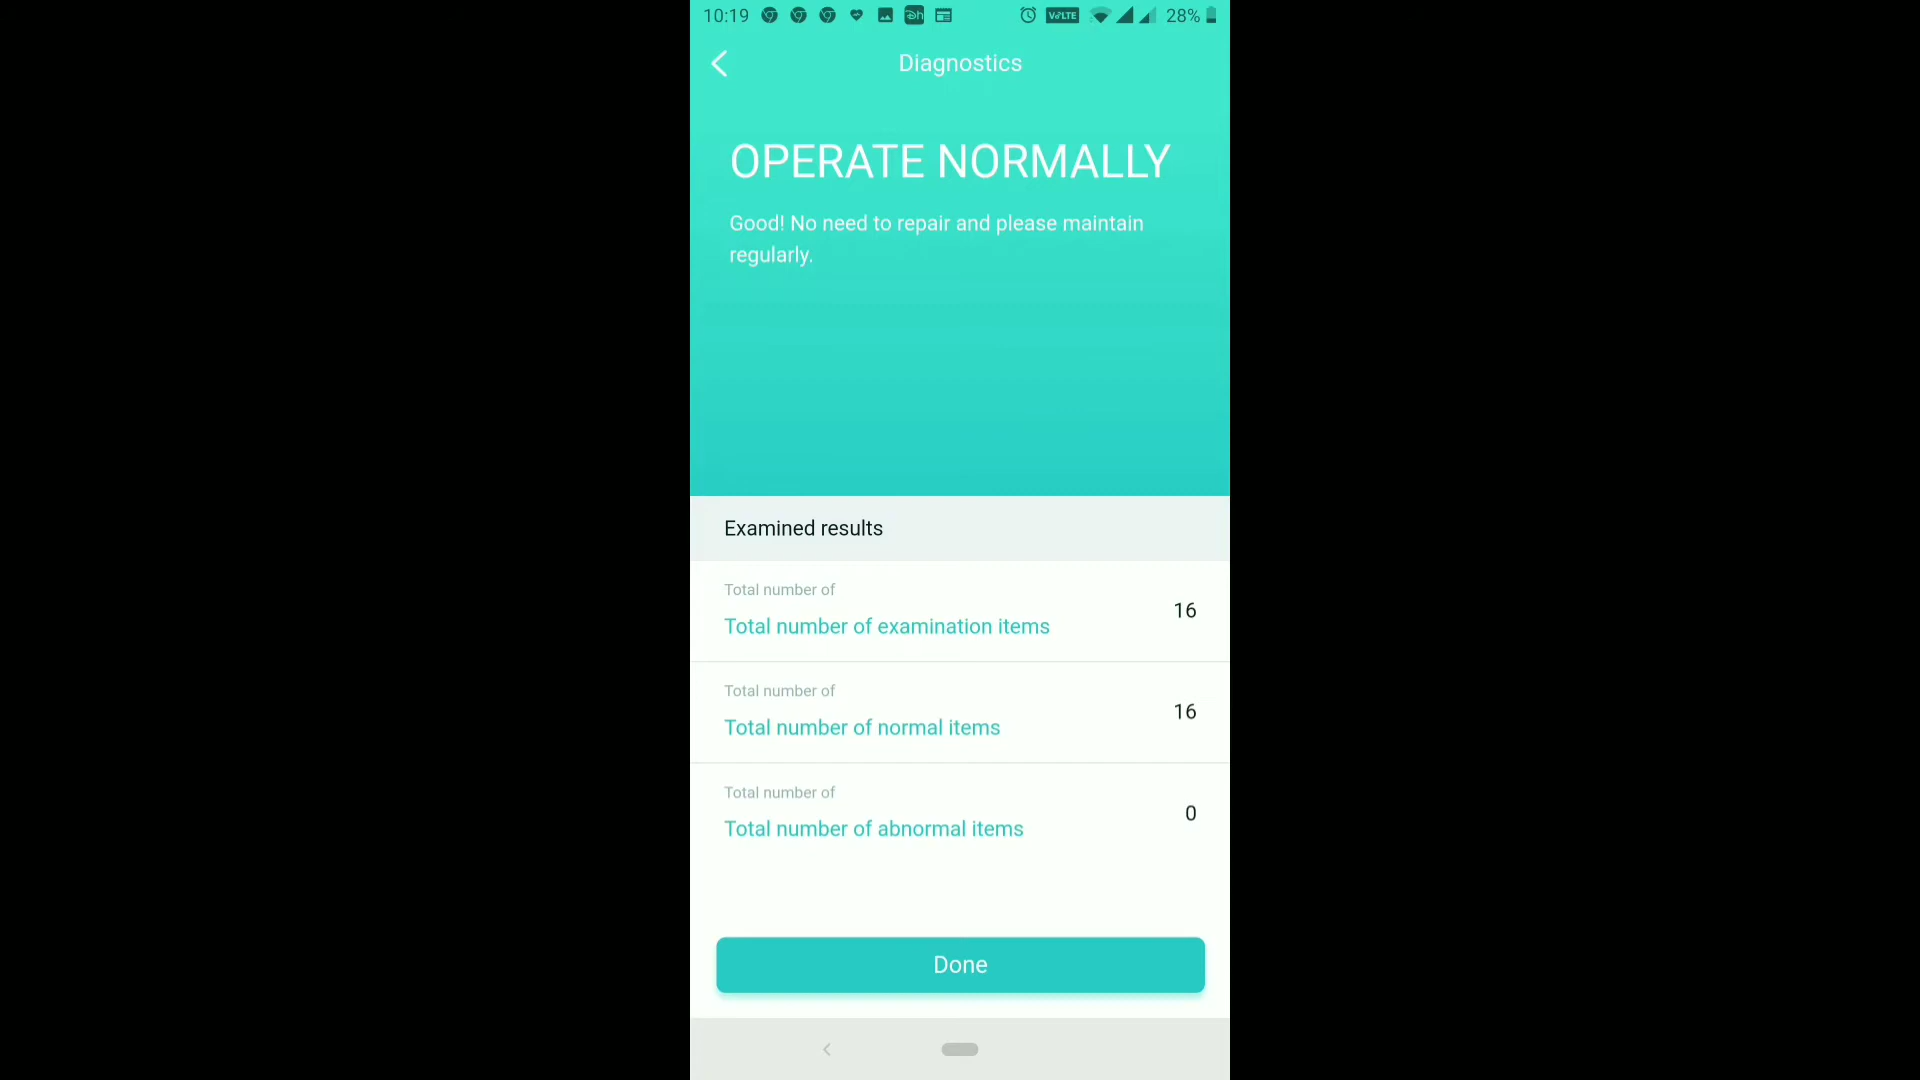 10:19
VoLTE
28%
Diagnostics
OPERATE NORMALLY
Good! No need to repair and please maintain
regularly.
Examined results
Total number of
Total number of examination items
16
Total number of
Total number of normal items
16
Total number of
Total number of abnormal items
0
Done